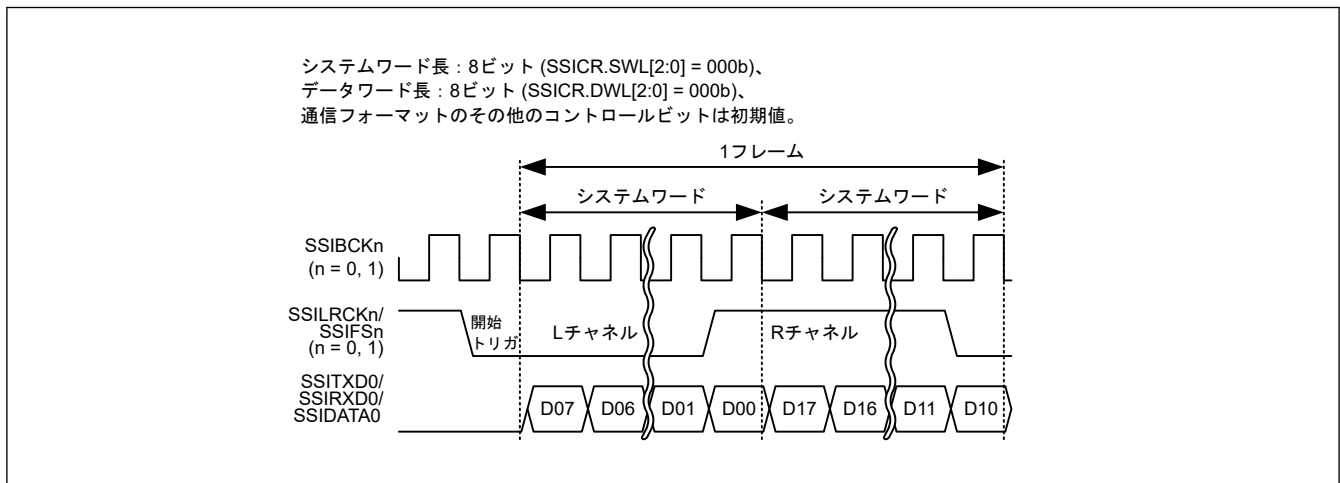 システムワード長：8ビット (SSICR.SWL[2:0] = 000b)、
データワード長：8ビット (SSICR.DWL[2:0] = 000b)、
通信フォーマットのその他のコントロールビットは初期値。
1フレーム
システムワード
システムワード
SSIBCKn
(n = 0, 1)
SSILRCKn/
SSIFSn
(n = 0, 1)
開始
トリガ
Lチャネル
Rチャネル
SSITXD0/
SSIRXD0/
SSIDATA0
D07 D06 D01 D00 D17 D16 D11 D10